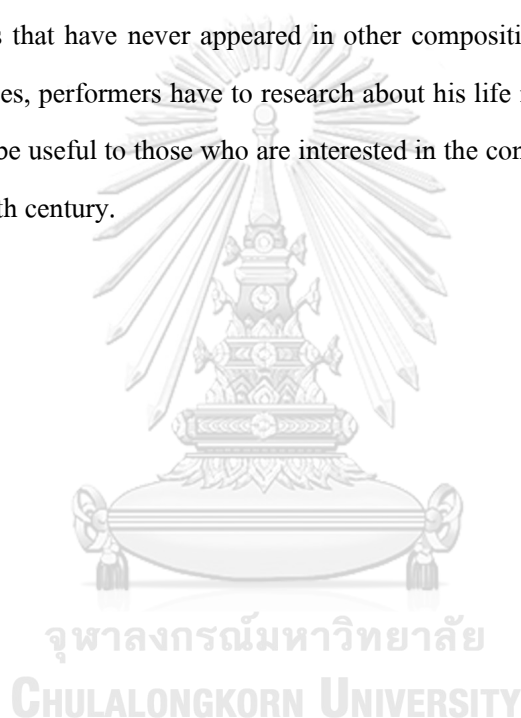 s that have never appeared in other compositi
es, performers have to research about his life
be useful to those who are interested in the con
th century.
จุฬาลงกรณ์มหาวิทยาลัย
CHULALONGKORN UNIVERSITY